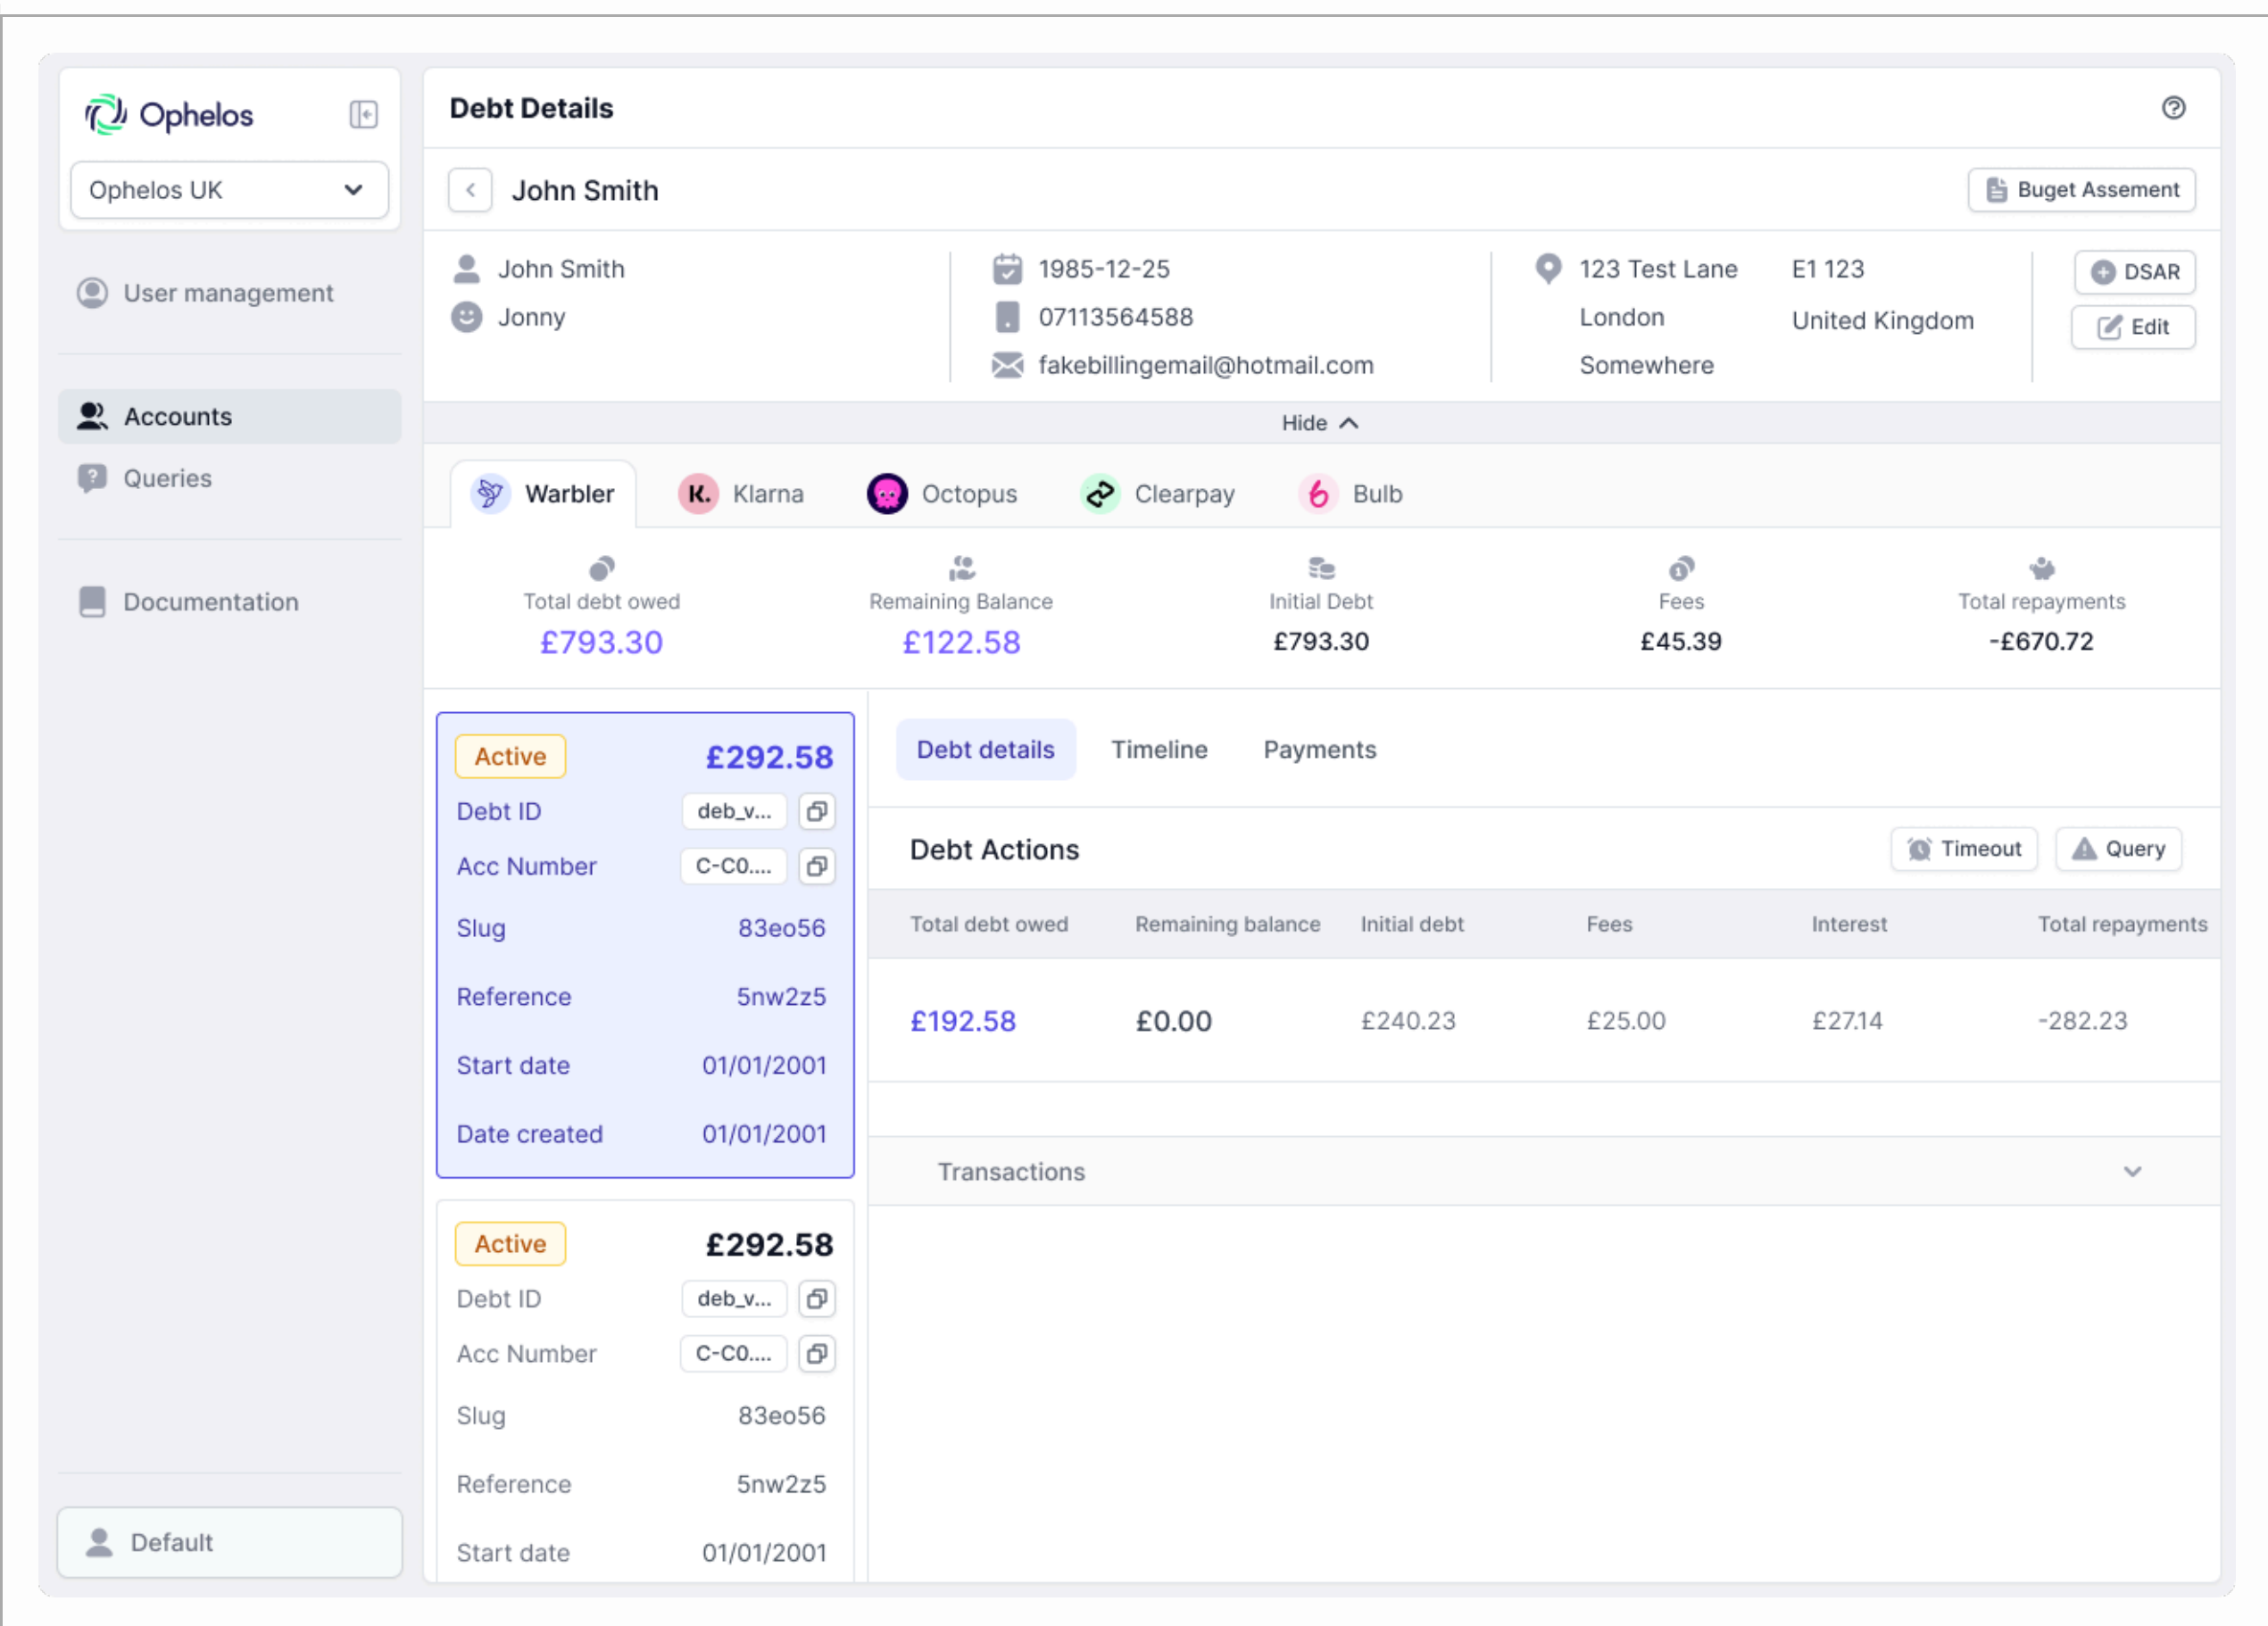 Ophelos
Ophelos UK
User management
Accounts
Queries
Documentation
Default
Debt Details
John Smith
Buget Assement
John Smith
Jonny
1985-12-25
07113564588
fakebillingemail@hotmail.com
123 Test Lane
London
Somewhere
E1 123
United Kingdom
DSAR
Edit
Hide
Warbler K. Klarna Octopus Clearpay Bulb
Total debt owed
£793.30
Remaining Balance
£122.58
Initial Debt
£793.30
Fees
£45.39
Total repayments
-£670.72
Active £292.58
Debt ID deb_v...
Acc Number C-C0....
Slug 83eo56
Reference 5nw2z5
Start date 01/01/2001
Date created 01/01/2001
Active £292.58
Debt ID deb_v...
Acc Number C-C0....
Slug 83eo56
Reference 5nw2z5
Start date 01/01/2001
Debt details Timeline Payments
Debt Actions Timeout Query
Total debt owed Remaining balance Initial debt Fees Interest Total repayments
£192.58 £0.00 £240.23 £25.00 £27.14 -282.23
Transactions